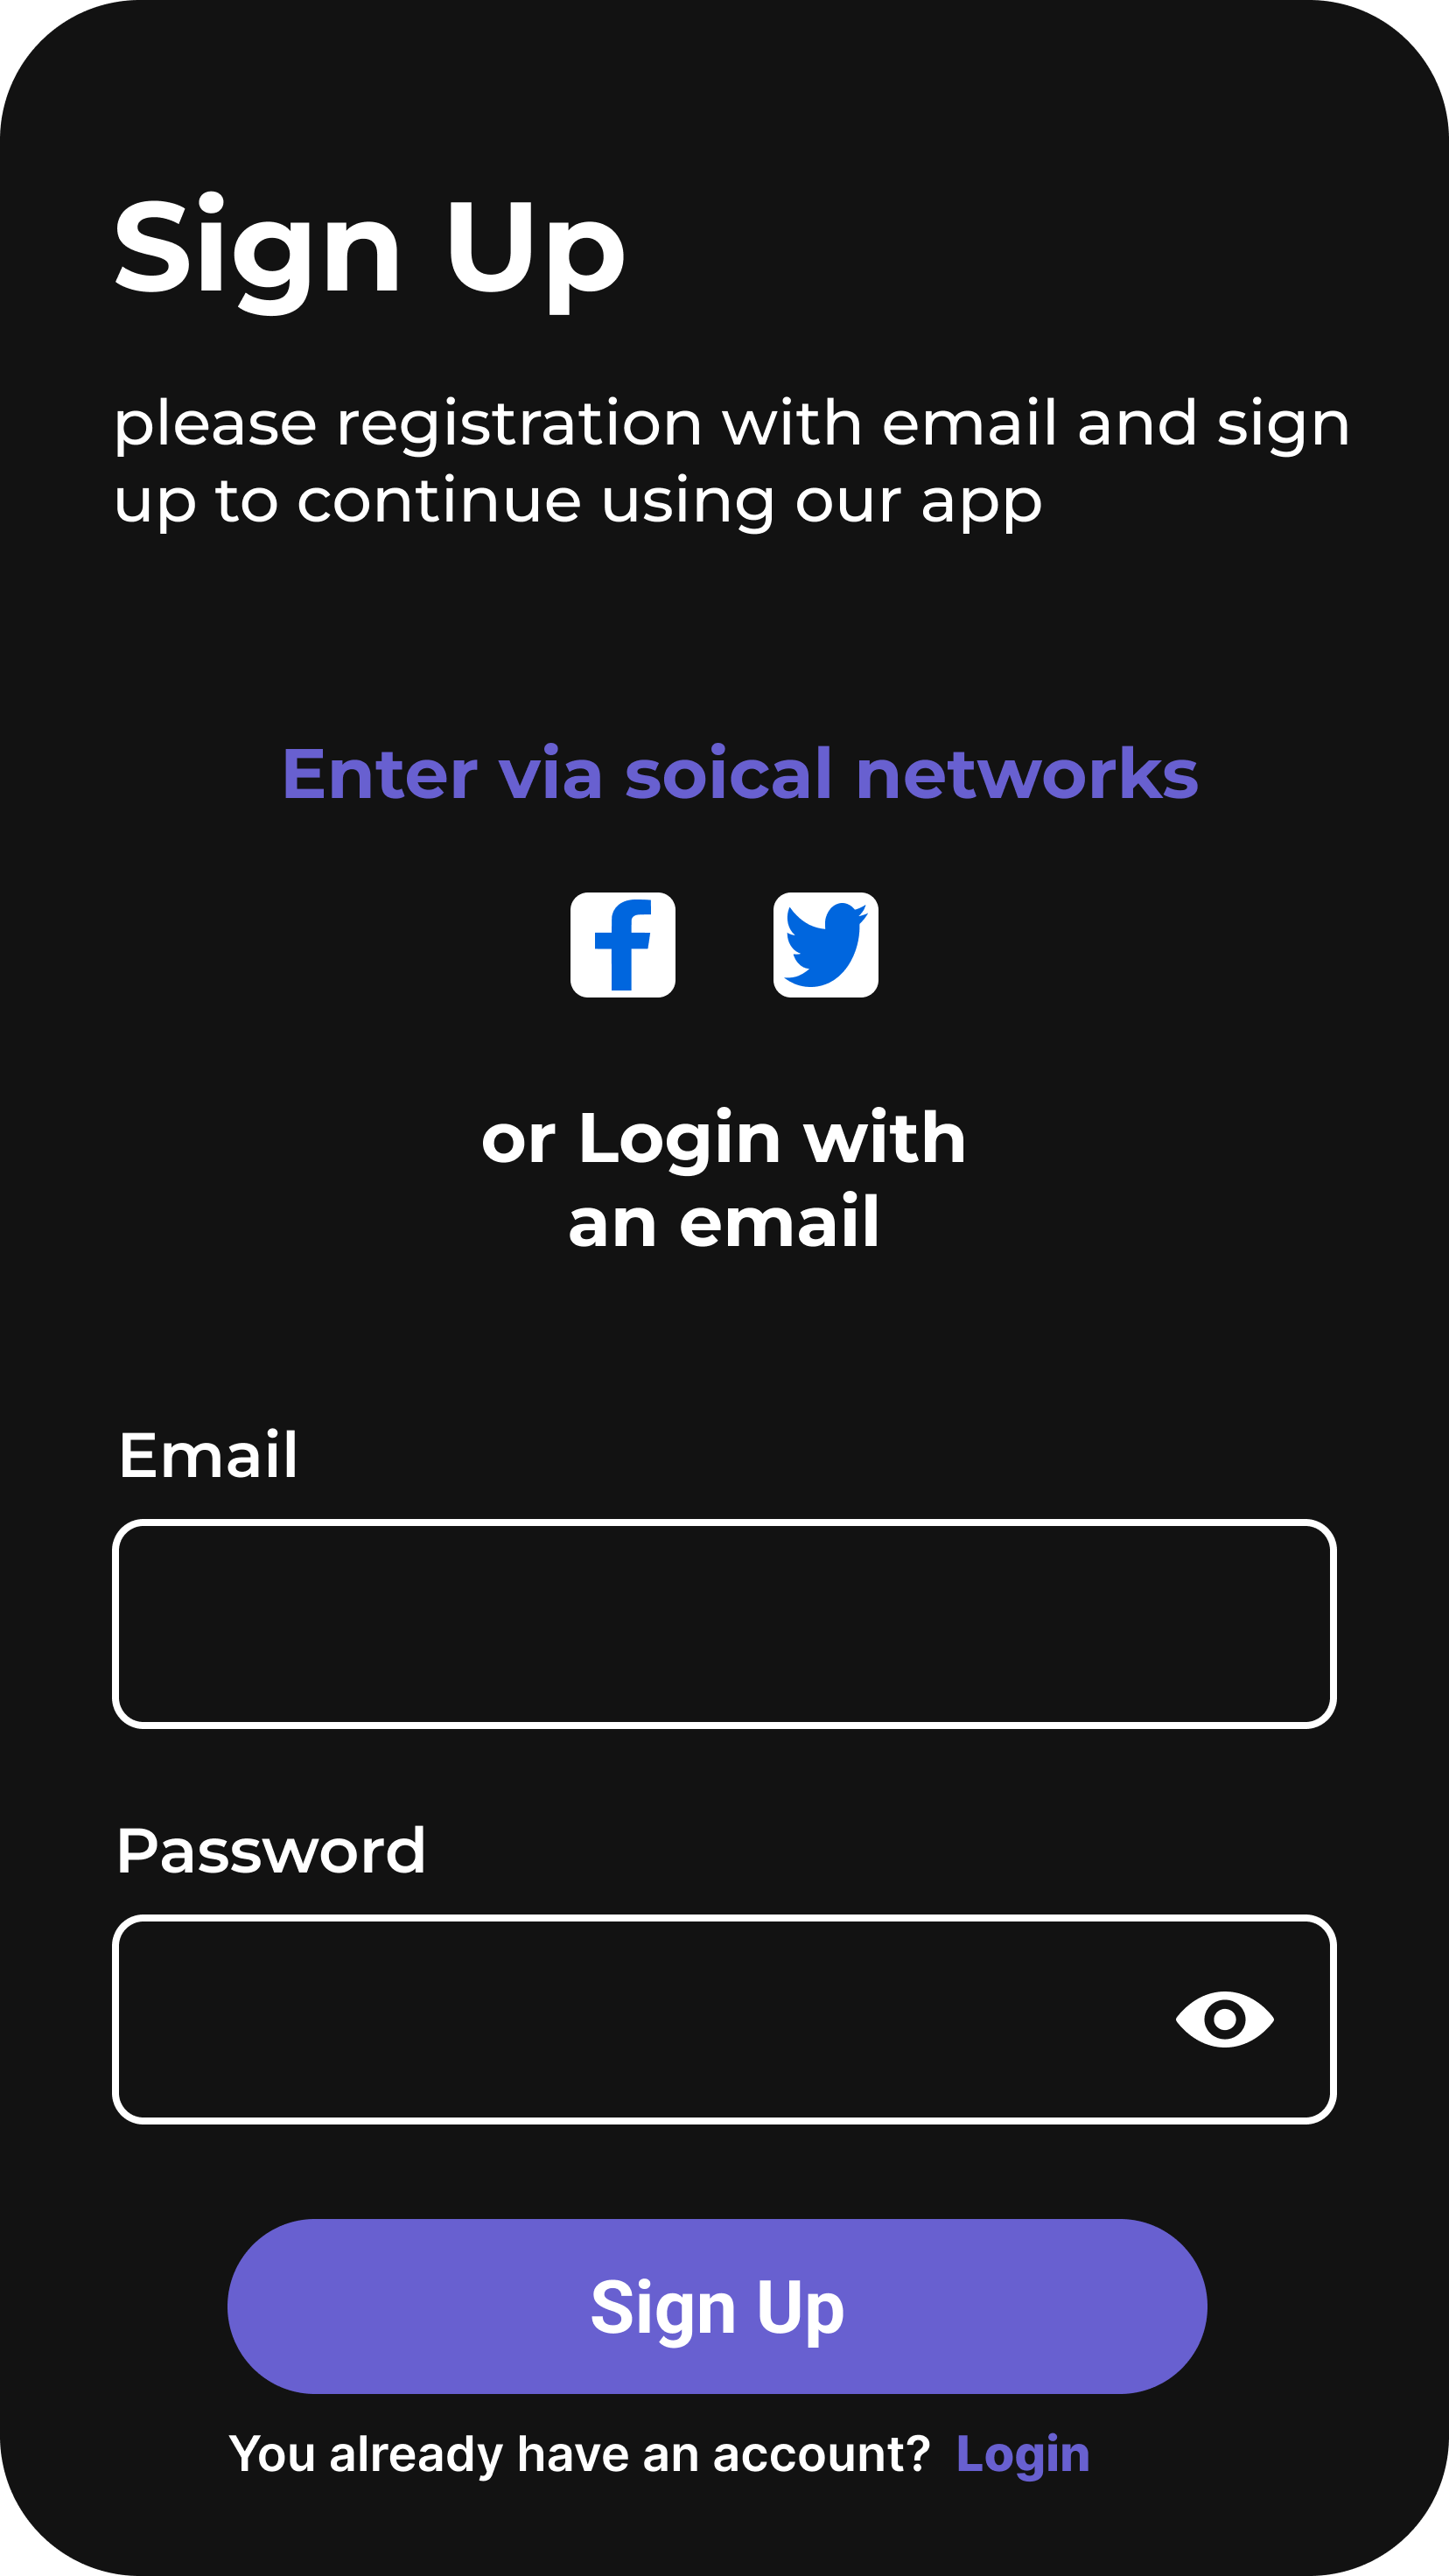 Sign Up
please registration with email and sign
up to continue using our app
Enter via soical networks
or Login with
an email
Email
Password
Sign Up
You already have an account? Login